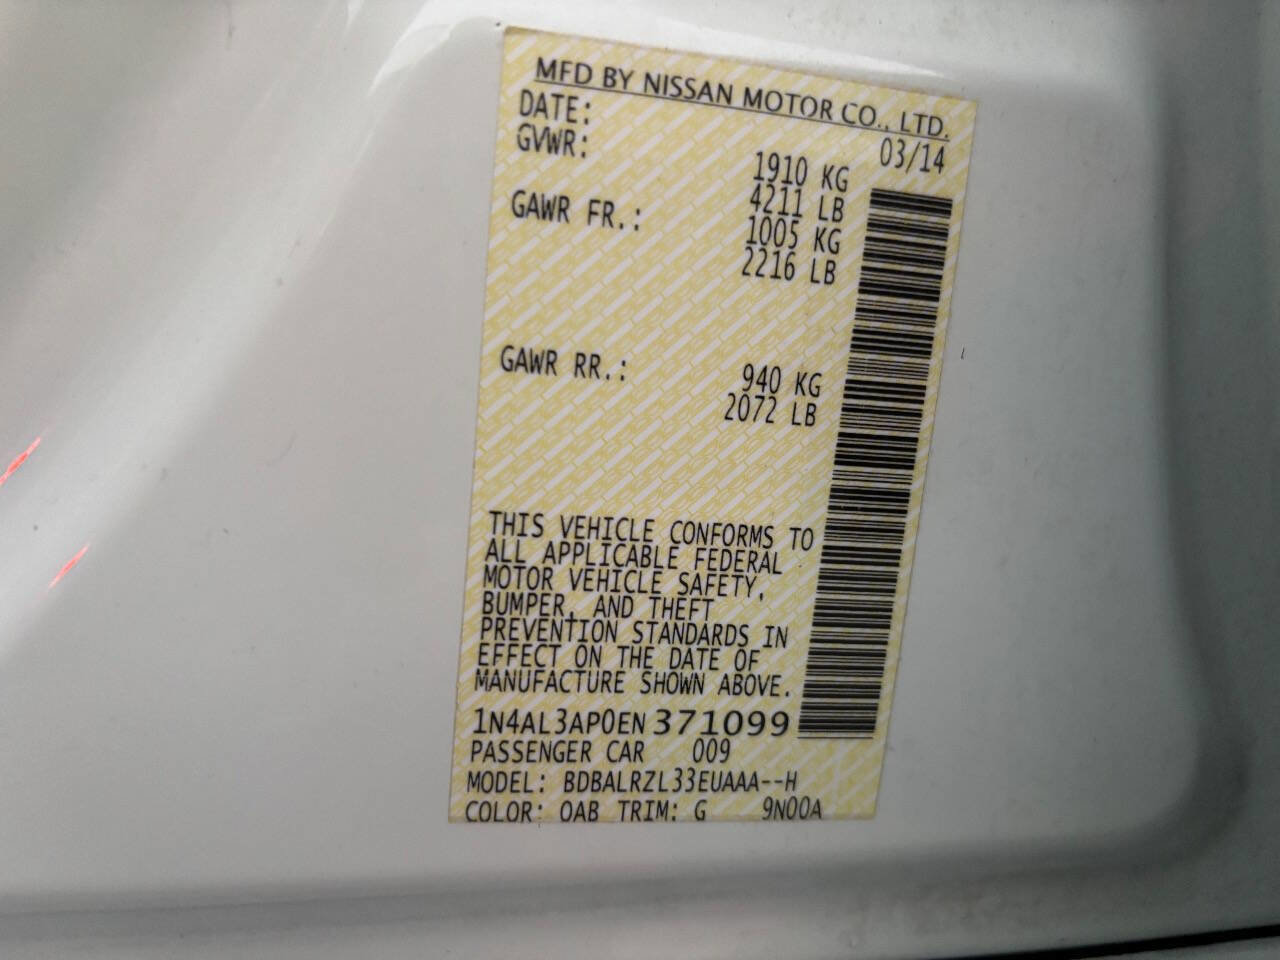 MFD BY NISSAN MOTOR CO., LTD.
DATE: 03/14
GVWR: 1910 KG
4211 LB
GAWR FR.: 1005 KG
2216 LB
GAWR RR.: 940 KG
2072 LB
THIS VEHICLE CONFORMS TO
ALL APPLICABLE FEDERAL
MOTOR VEHICLE SAFETY,
BUMPER, AND THEFT
PREVENTION STANDARDS IN
EFFECT ON THE DATE OF
MANUFACTURE SHOWN ABOVE.
1N4AL3AP0EN371099
PASSENGER CAR 009
MODEL: BDBALRZL33EUAAA--H
COLOR: QAB TRIM: G 9N00A